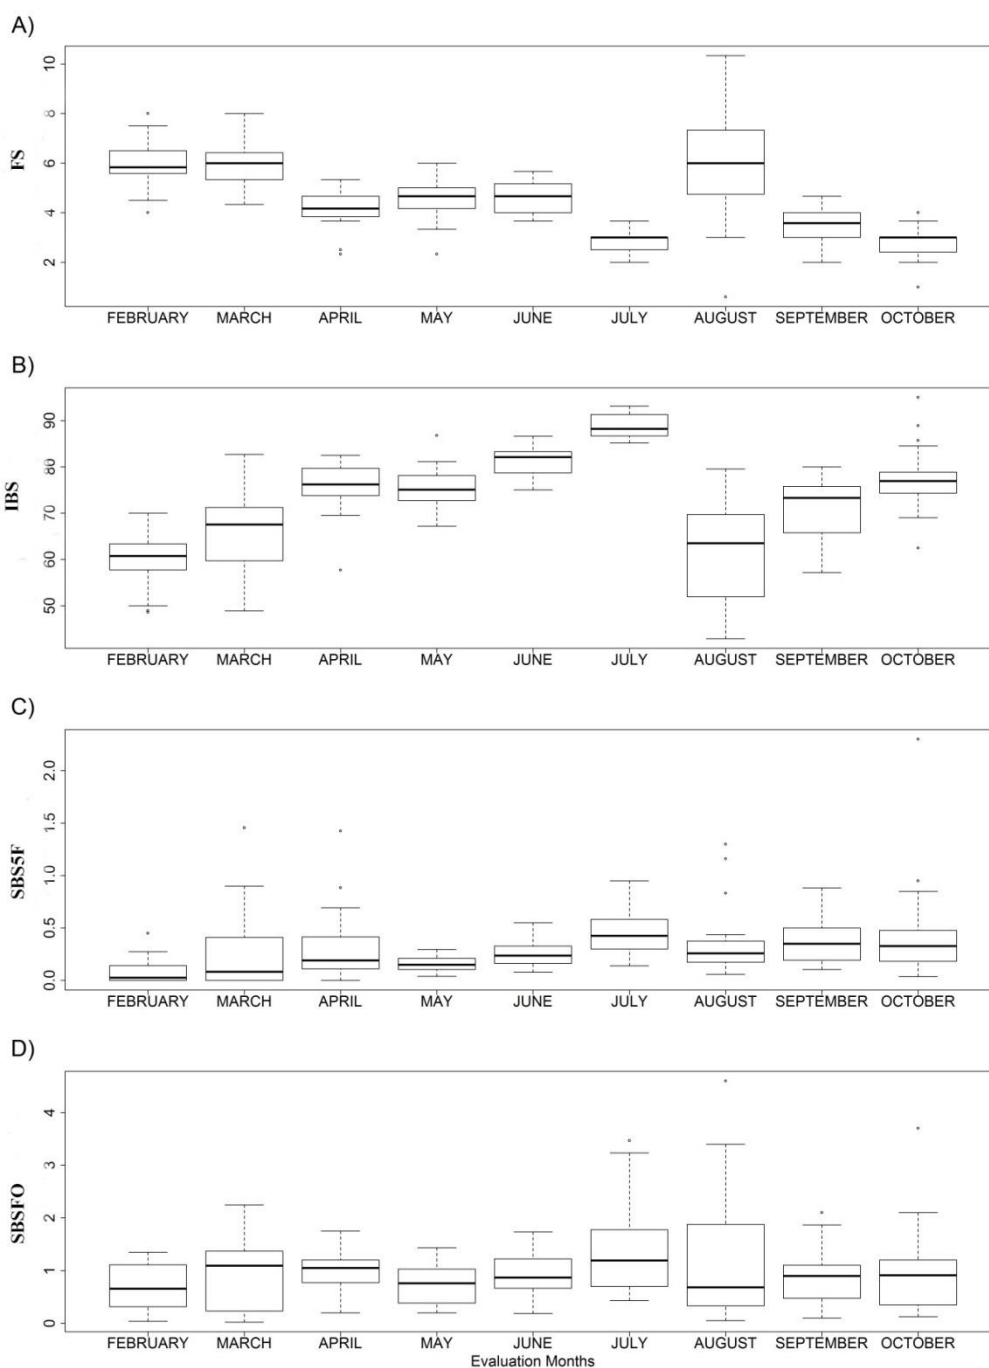 A)
FS
10
8
6
4
2
FEBRUARY MARCH APRIL MAY JUNE JULY AUGUST SEPTEMBER OCTOBER
B)
IBS
90
80
70
60
50
FEBRUARY MARCH APRIL MAY JUNE JULY AUGUST SEPTEMBER OCTOBER
C)
SBS5F
2.0
1.5
1.0
0.5
0.0
FEBRUARY MARCH APRIL MAY JUNE JULY AUGUST SEPTEMBER OCTOBER
D)
SBSFO
4
3
2
1
0
FEBRUARY MARCH APRIL MAY JUNE JULY AUGUST SEPTEMBER OCTOBER
Evaluation Months